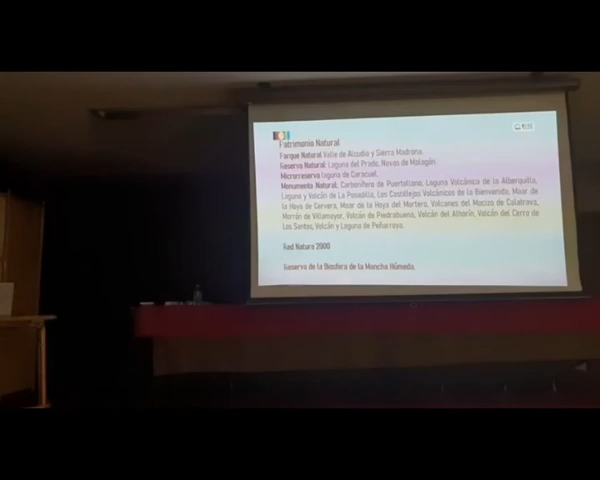 Patrimonio Natural
Parque Natural Valle de Alcudia y Sierra Madrona.
Reserva Natural: Laguna del Prado, Navas de Malagón.
Microrreserva laguna de Caracuel.
Monumento Natural: Carbonífero de Puertollano, Laguna Volcánica de la Alberquilla,
Laguna y Volcán de La Posadilla, Los Castillejos Volcánicos de la Bienvenida, Maar de
la Hoya de Cervera, Maar de la Hoya del Mortero, Volcanes del Macizo de Calatrava,
Morrón de Villamayor, Volcán de Piedrabuena, Volcán del Alhorín, Volcán del Cerro de
Los Santos, Volcán y Laguna de Peñarroya.
Red Natura 2000
Reserva de la Biosfera de la Mancha Húmeda.